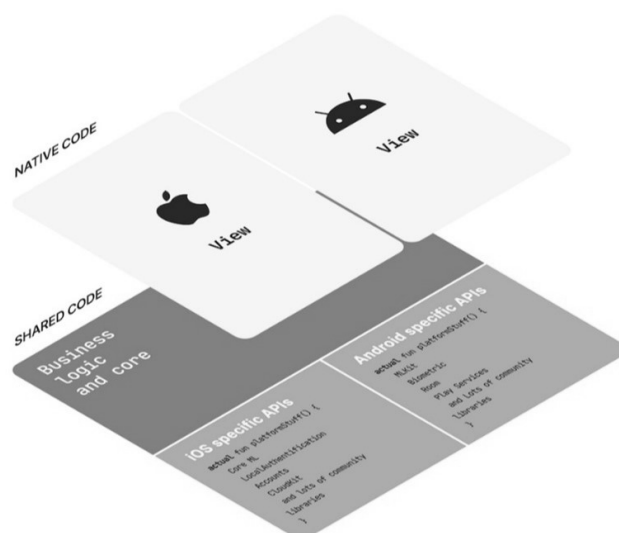 NATIVE CODE
View
View
SHARED CODE
Business
logic
and core
iOS specific APIs
actual fun platformStuff() {
Core ML
LocalAuthentification
Accounts
CloudKit
and lots of community
libraries
}
Android specific APIs
actual fun platformStuff() {
MLKit
Biometric
Room
Play Services
and lots of community
libraries
}